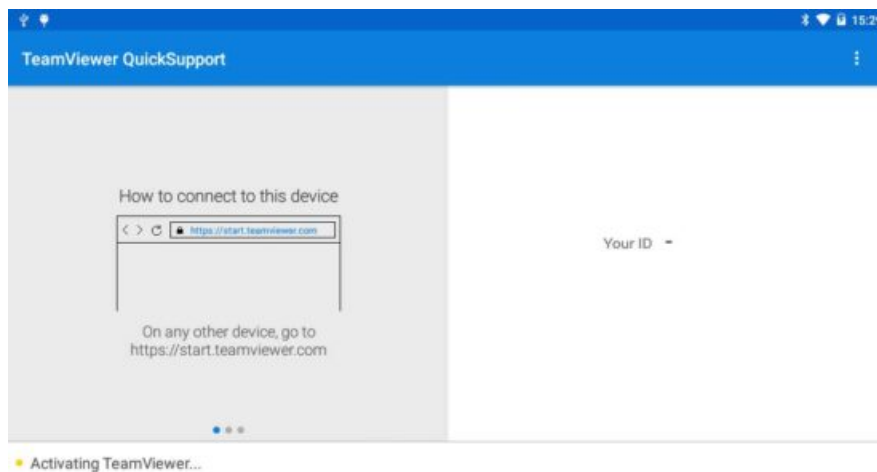 15:29
TeamViewer QuickSupport
How to connect to this device
https://start.teamviewer.com
On any other device, go to
https://start.teamviewer.com
Your ID -
Activating TeamViewer...